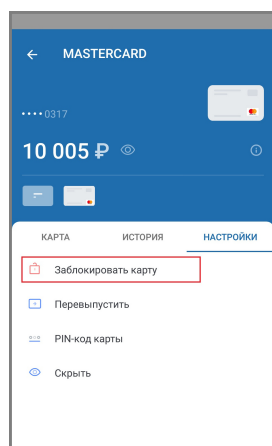 MASTERCARD
•••• 0317
10 005 ₽
КАРТА ИСТОРИЯ НАСТРОЙКИ
Заблокировать карту
Перевыпустить
PIN-код карты
Скрыть